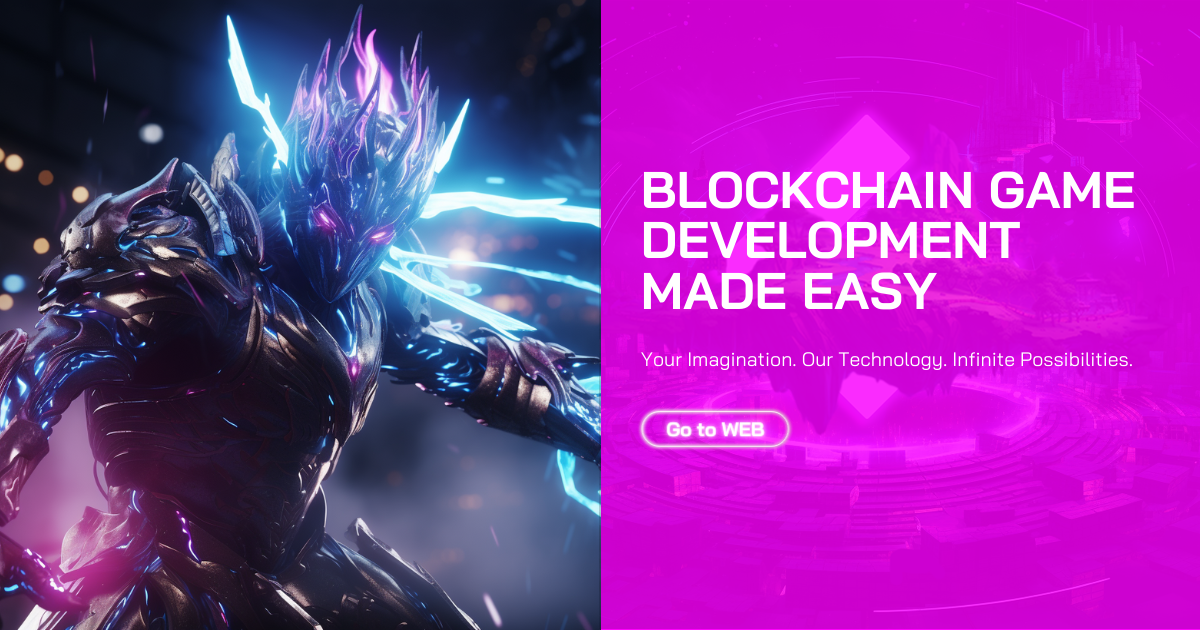 BLOCKCHAIN GAME
DEVELOPMENT
MADE EASY
Your Imagination. Our Technology. Infinite Possibilities.
Go to WEB